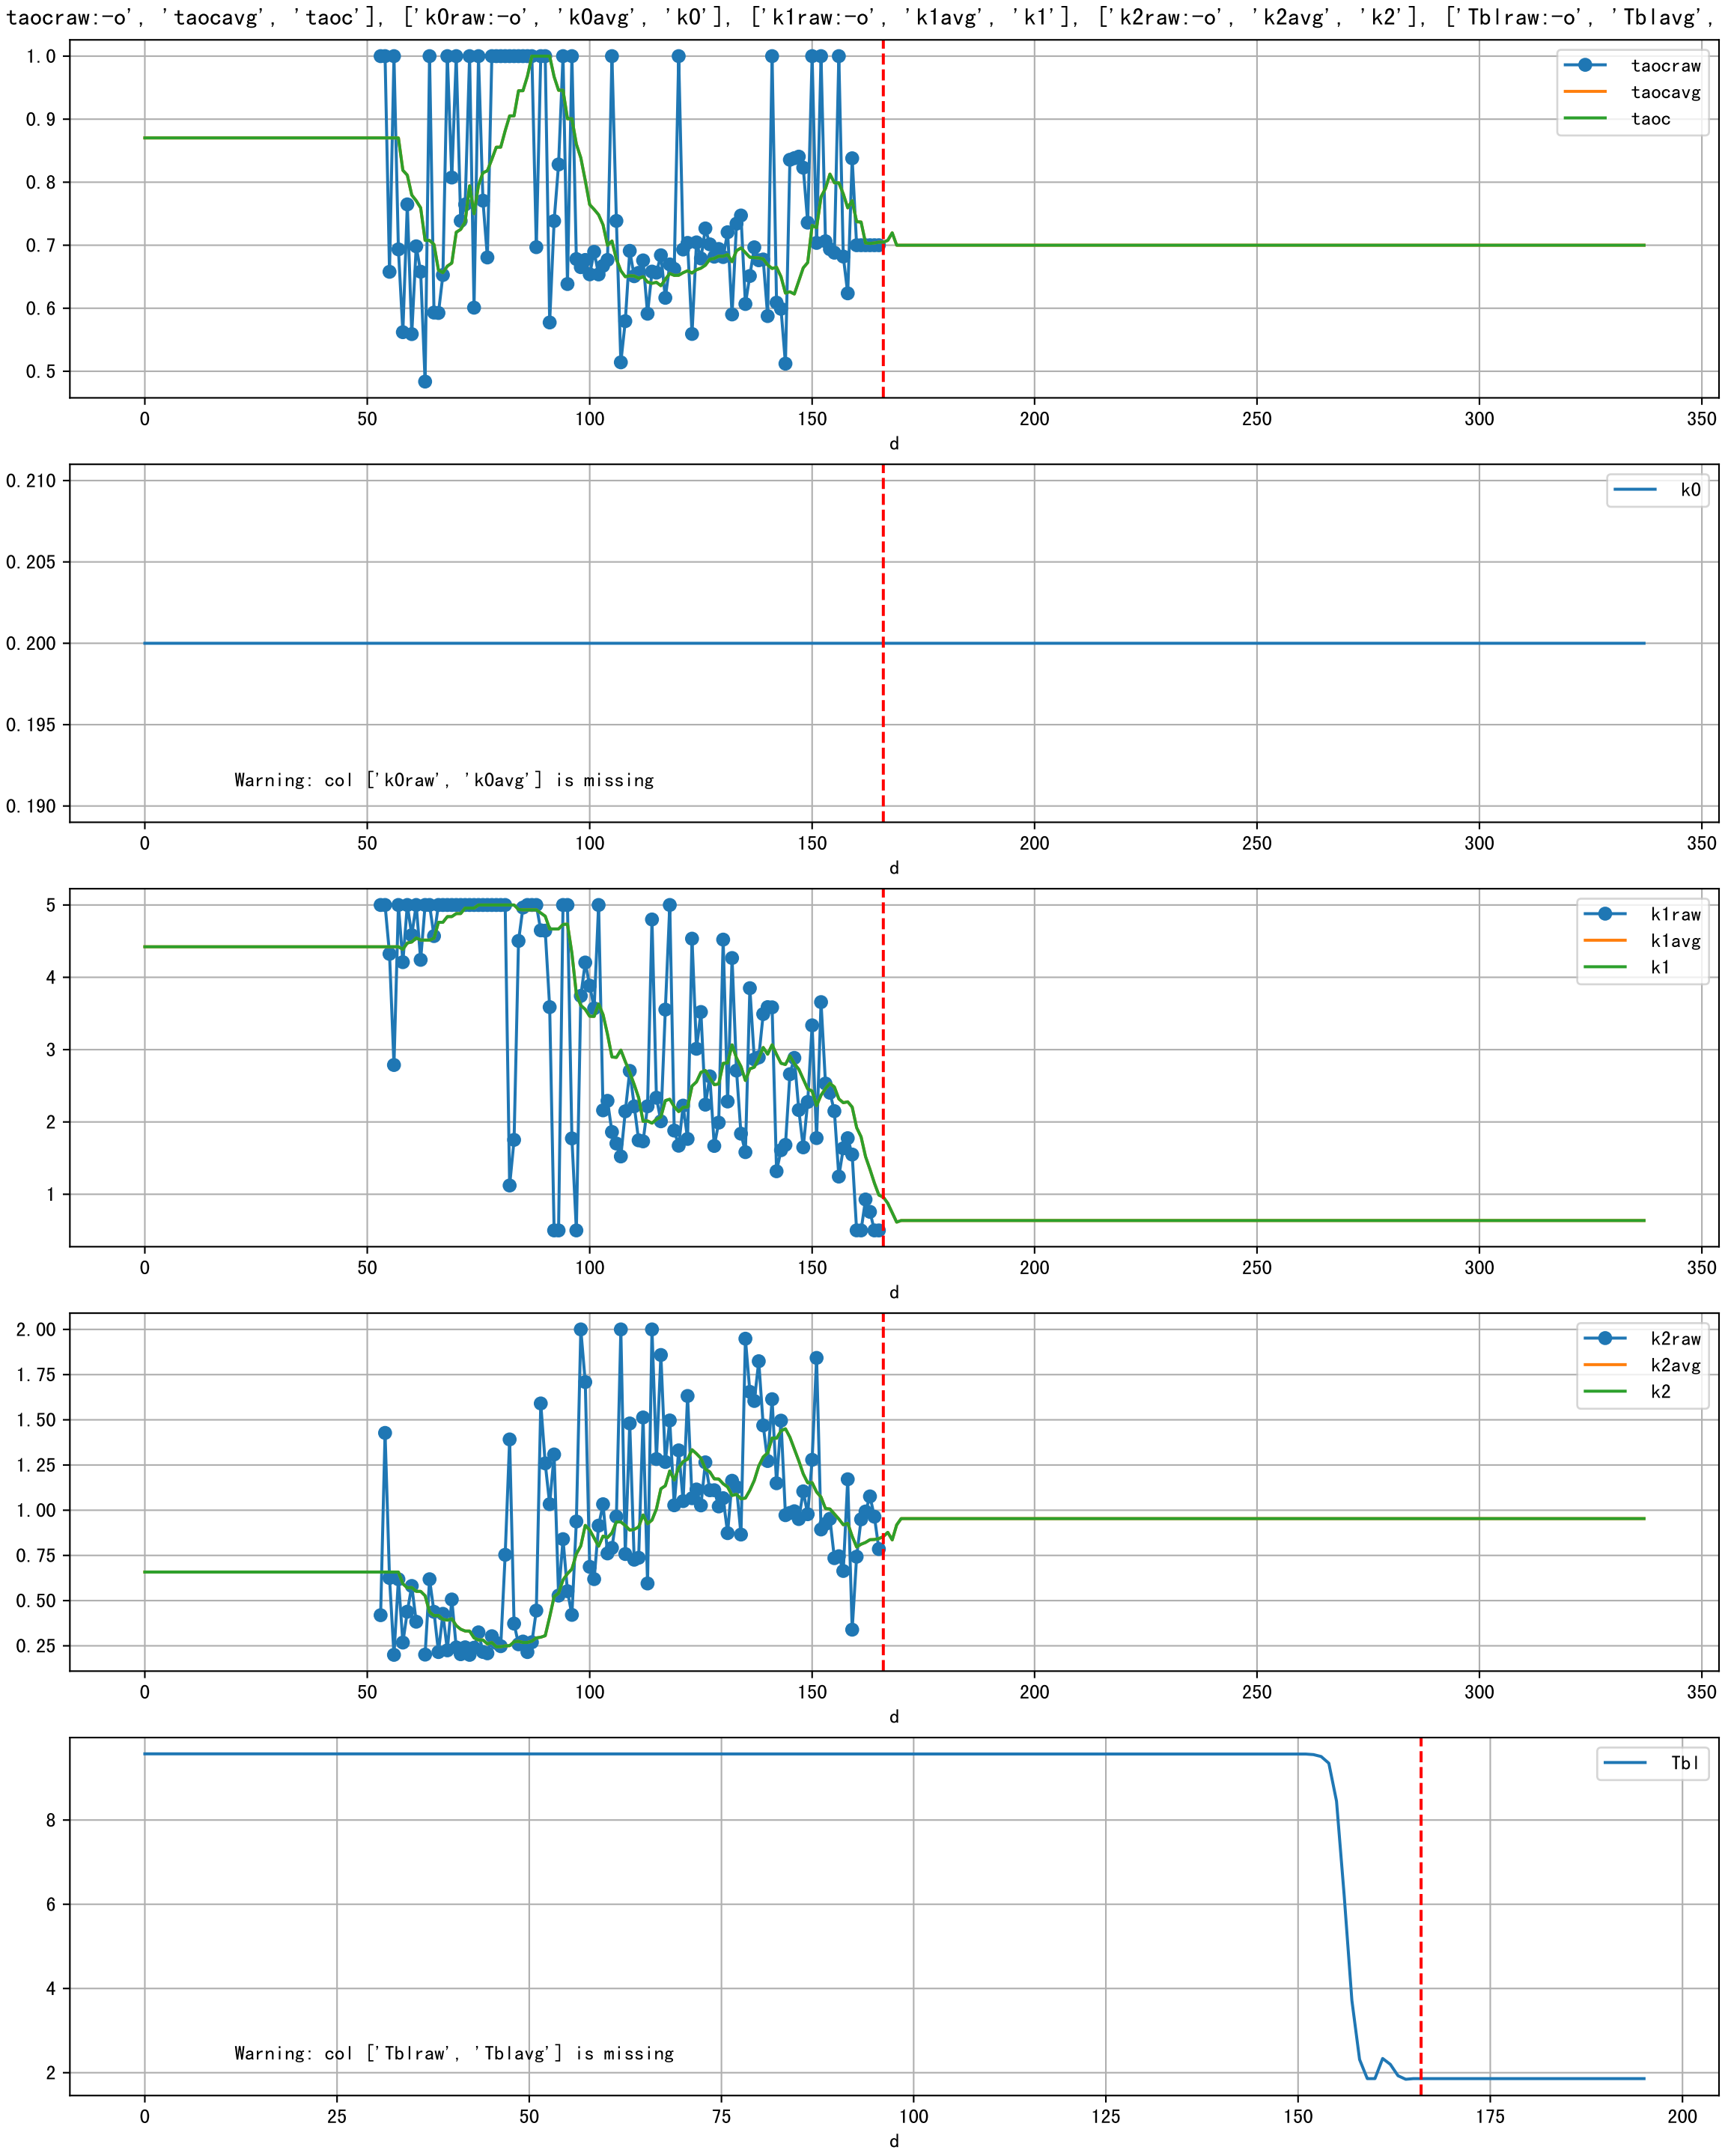 taocraw:-o', 'taocavg', 'taoc'], ['k0raw:-o', 'k0avg', 'k0'], ['k1raw:-o', 'k1avg', 'k1'], ['k2raw:-o', 'k2avg', 'k2'], ['Tblraw:-o', 'Tblavg',
1.0
0.9
0.8
0.7
0.6
0.5
taocraw
taocavg
taoc
0 50 100 150 200 250 300 350
d
0.210
0.205
0.200
0.195
0.190
k0
Warning: col ['k0raw', 'k0avg'] is missing
0 50 100 150 200 250 300 350
d
5
4
3
2
1
k1raw
k1avg
k1
0 50 100 150 200 250 300 350
d
2.00
1.75
1.50
1.25
1.00
0.75
0.50
0.25
k2raw
k2avg
k2
0 50 100 150 200 250 300 350
d
8
6
4
2
Tbl
Warning: col ['Tblraw', 'Tblavg'] is missing
0 25 50 75 100 125 150 175 200
d